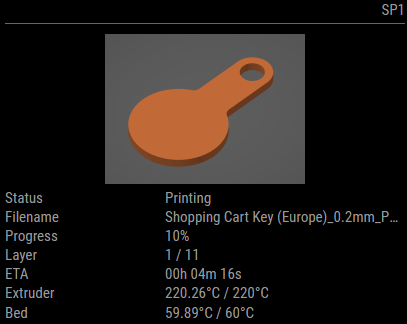 SP1
Status Printing
Filename Shopping Cart Key (Europe)_0.2mm_P...
Progress 10%
Layer 1 / 11
ETA 00h 04m 16s
Extruder 220.26°C / 220°C
Bed 59.89°C / 60°C